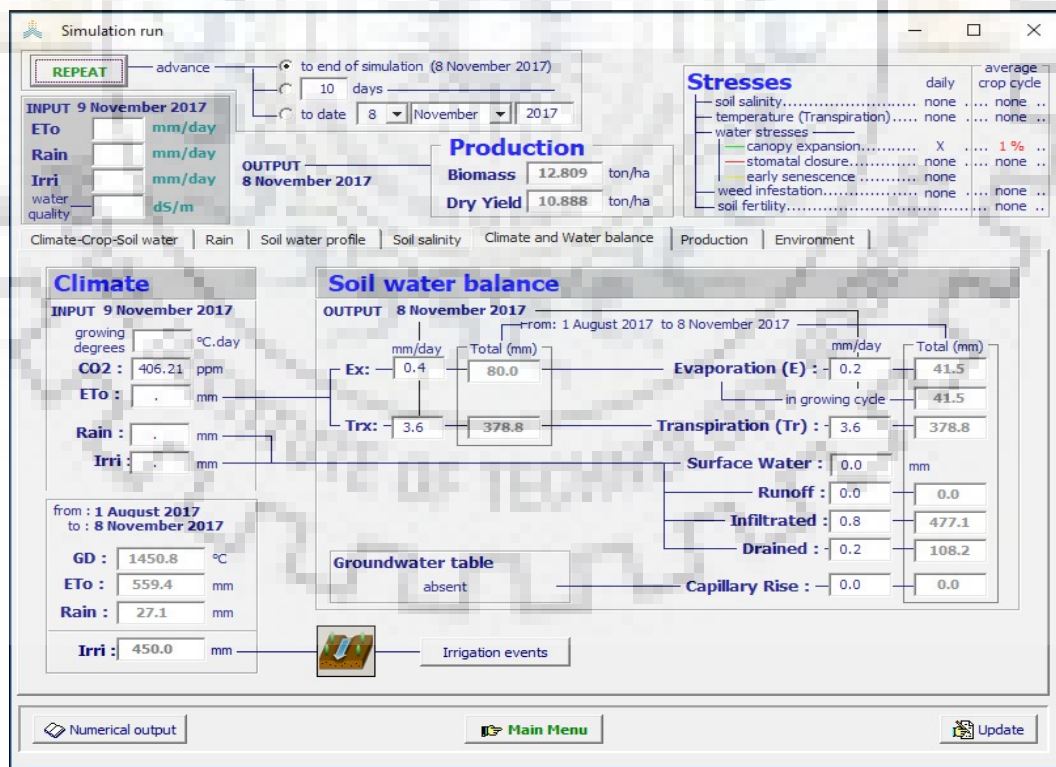 Simulation run
REPEAT advance to end of simulation (8 November 2017)
10 days
to date 8 November 2017
INPUT 9 November 2017
ETo mm/day
Rain mm/day
Irri mm/day
water quality dS/m
OUTPUT
8 November 2017
Production
Biomass 12.809 ton/ha
Dry Yield 10.888 ton/ha
Stresses daily average crop cycle
soil salinity........................ none .... none ..
temperature (Transpiration)..... none .... none ..
water stresses
canopy expansion........... X .... 1 % ..
stomatal closure............ none .... none ..
early senescence ............ none
weed infestation................. none .... none ..
soil fertility...................................... none ..
Climate-Crop-Soil water Rain Soil water profile Soil salinity Climate and Water balance Production Environment
Climate
INPUT 9 November 2017
growing degrees °C.day
CO2 : 406.21 ppm
ETo : . mm
Rain : . mm
Irri : . mm
from : 1 August 2017
to : 8 November 2017
GD : 1450.8 °C
ETo : 559.4 mm
Rain : 27.1 mm
Irri : 450.0 mm
Soil water balance
OUTPUT 8 November 2017
From: 1 August 2017 to 8 November 2017
mm/day Total (mm) mm/day Total (mm)
Ex: 0.4 80.0 Evaporation (E) : 0.2 41.5
in growing cycle 41.5
Trx: 3.6 378.8 Transpiration (Tr) : 3.6 378.8
Surface Water : 0.0 mm
Runoff : 0.0 0.0
Infiltrated : 0.8 477.1
Drained : 0.2 108.2
Groundwater table
absent
Capillary Rise : 0.0 0.0
Irrigation events
Numerical output Main Menu Update